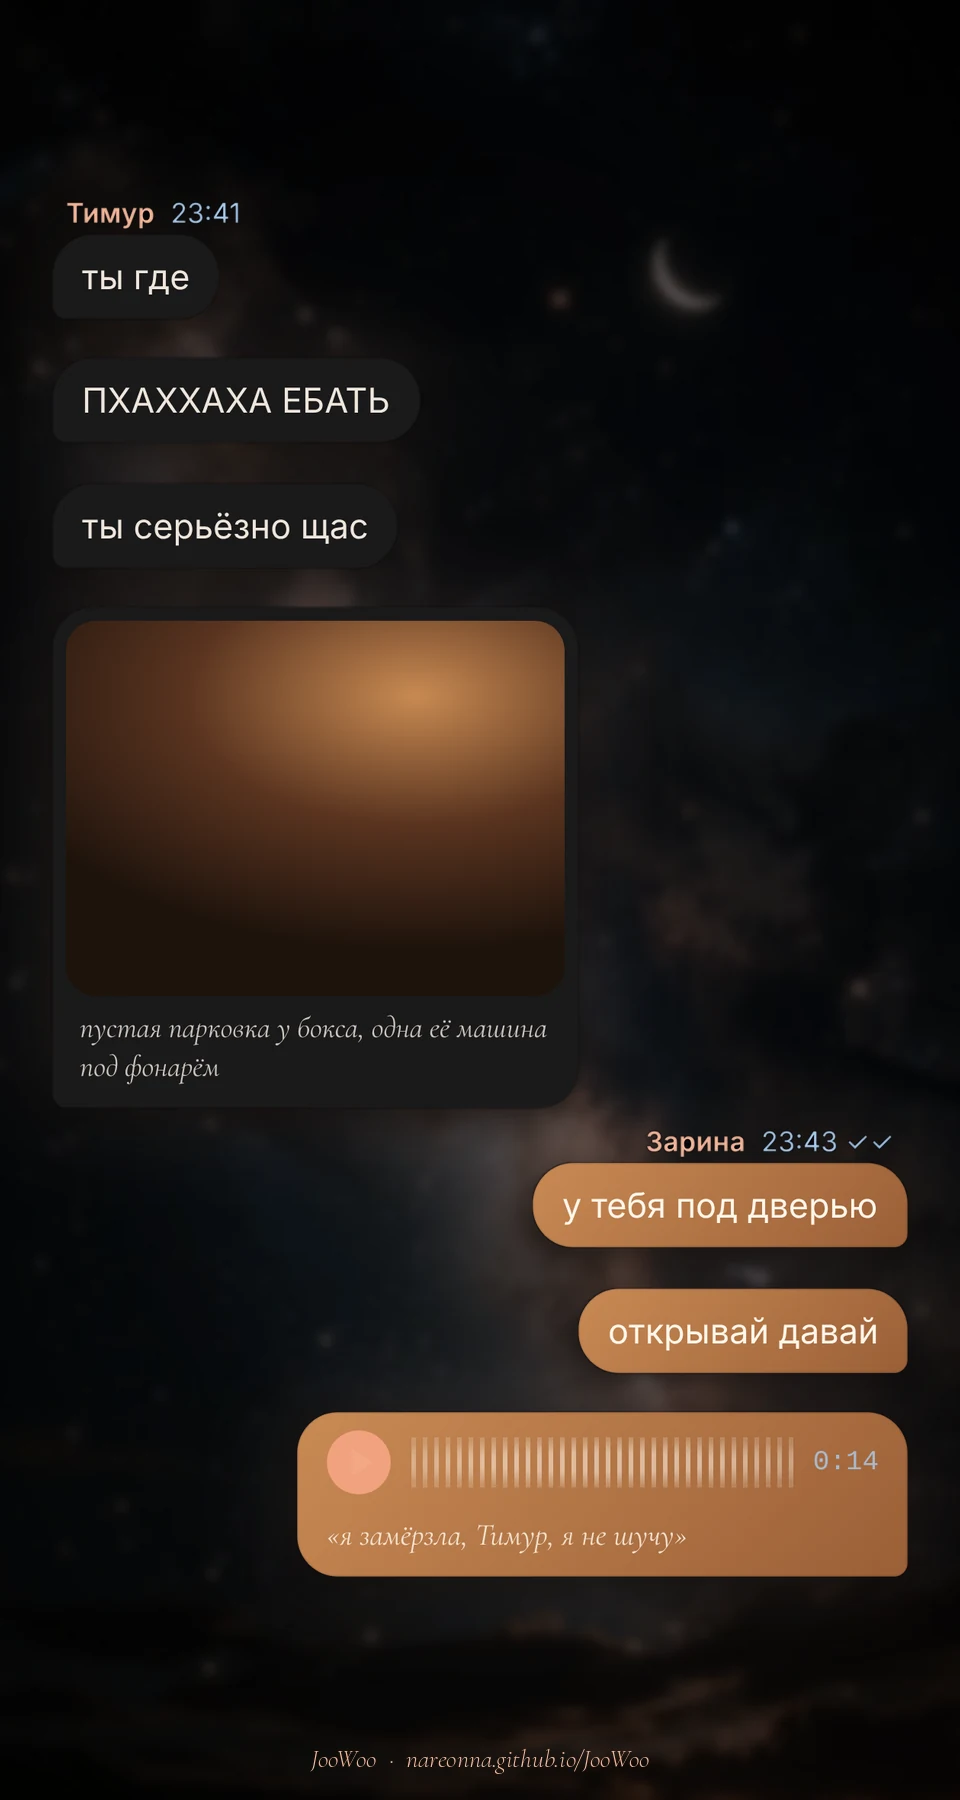 Тимур 23:41
ты где
ПХАХХАХА ЕБАТЬ
ты серьёзно щас
пустая парковка у бокса, одна её машина
под фонарём
Зарина 23:43 ✓✓
у тебя под дверью
открывай давай
0:14
«я замёрзла, Тимур, я не шучу»
JooWoo · nareonna.github.io/JooWoo